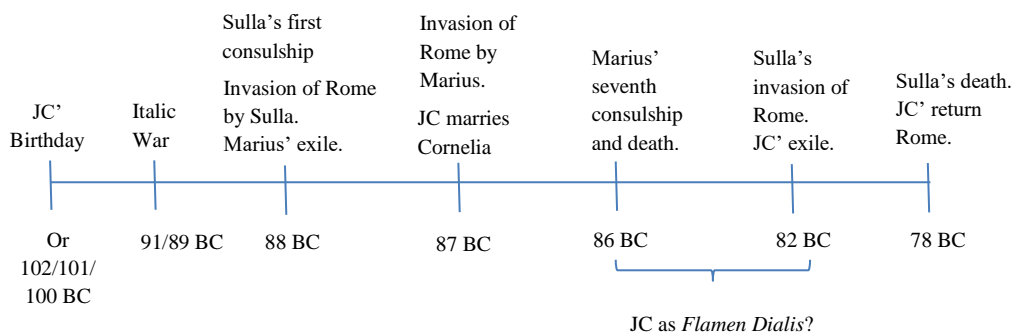 JC’
Birthday
Italic
War
Sulla’s first
consulship
Invasion of Rome
by Sulla.
Marius’ exile.
Invasion of
Rome by
Marius.
JC marries
Cornelia
Marius’
seventh
consulship
and death.
Sulla’s
invasion of
Rome.
JC’ exile.
Sulla’s death.
JC’ return
Rome.
Or
102/101/
100 BC
91/89 BC
88 BC
87 BC
86 BC
82 BC
78 BC
JC as Flamen Dialis?